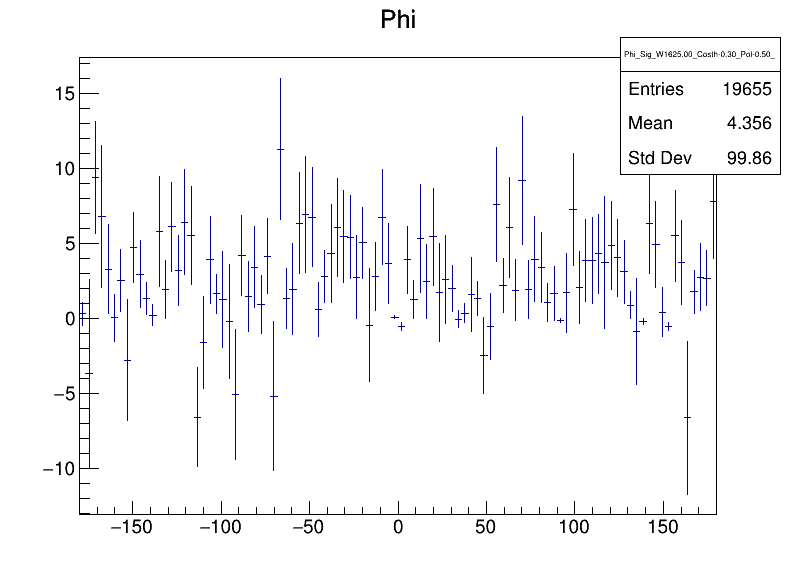 Phi
Phi_Sig_W1625.00_Costh-0.30_Pol-0.50_
Entries 19655
Mean 4.356
Std Dev 99.86
15
10
5
0
−5
−10
−150 −100 −50 0 50 100 150